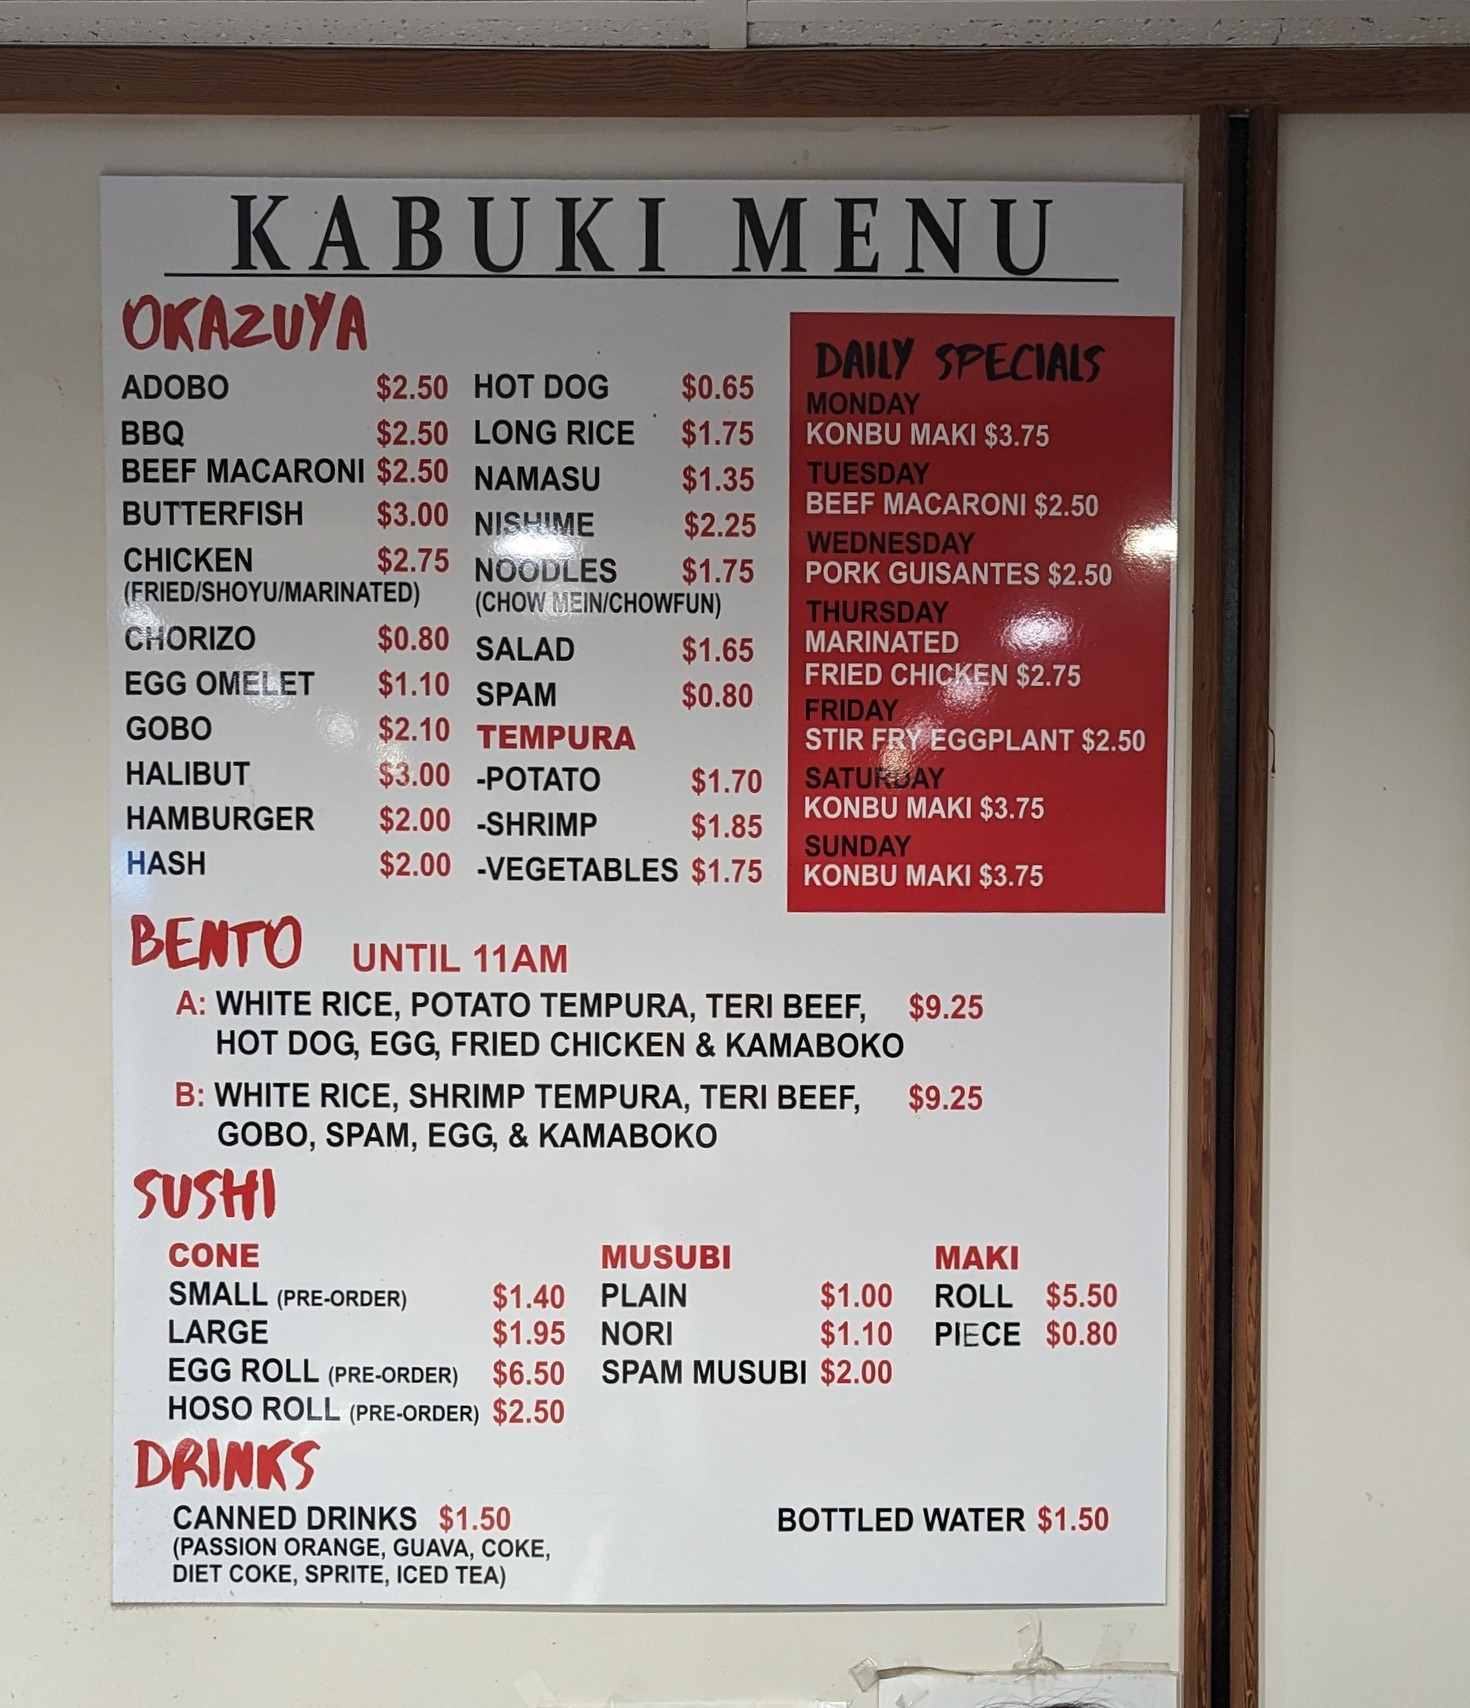 KABUKI MENU
OKAZUYA
ADOBO $2.50
BBQ $2.50
BEEF MACARONI $2.50
BUTTERFISH $3.00
CHICKEN $2.75
(FRIED/SHOYU/MARINATED)
CHORIZO $0.80
EGG OMELET $1.10
GOBO $2.10
HALIBUT $3.00
HAMBURGER $2.00
HASH $2.00
HOT DOG $0.65
LONG RICE $1.75
NAMASU $1.35
NISHIME $2.25
NOODLES $1.75
(CHOW MEIN/CHOWFUN)
SALAD $1.65
SPAM $0.80
TEMPURA
-POTATO $1.70
-SHRIMP $1.85
-VEGETABLES $1.75
DAILY SPECIALS
MONDAY
KONBU MAKI $3.75
TUESDAY
BEEF MACARONI $2.50
WEDNESDAY
PORK GUISANTES $2.50
THURSDAY
MARINATED
FRIED CHICKEN $2.75
FRIDAY
STIR FRY EGGPLANT $2.50
SATURDAY
KONBU MAKI $3.75
SUNDAY
KONBU MAKI $3.75
BENTO UNTIL 11AM
A: WHITE RICE, POTATO TEMPURA, TERI BEEF, $9.25
HOT DOG, EGG, FRIED CHICKEN & KAMABOKO
B: WHITE RICE, SHRIMP TEMPURA, TERI BEEF, $9.25
GOBO, SPAM, EGG, & KAMABOKO
SUSHI
CONE
SMALL (PRE-ORDER) $1.40
LARGE $1.95
EGG ROLL (PRE-ORDER) $6.50
HOSO ROLL (PRE-ORDER) $2.50
MUSUBI
PLAIN $1.00
NORI $1.10
SPAM MUSUBI $2.00
MAKI
ROLL $5.50
PIECE $0.80
DRINKS
CANNED DRINKS $1.50
(PASSION ORANGE, GUAVA, COKE,
DIET COKE, SPRITE, ICED TEA)
BOTTLED WATER $1.50